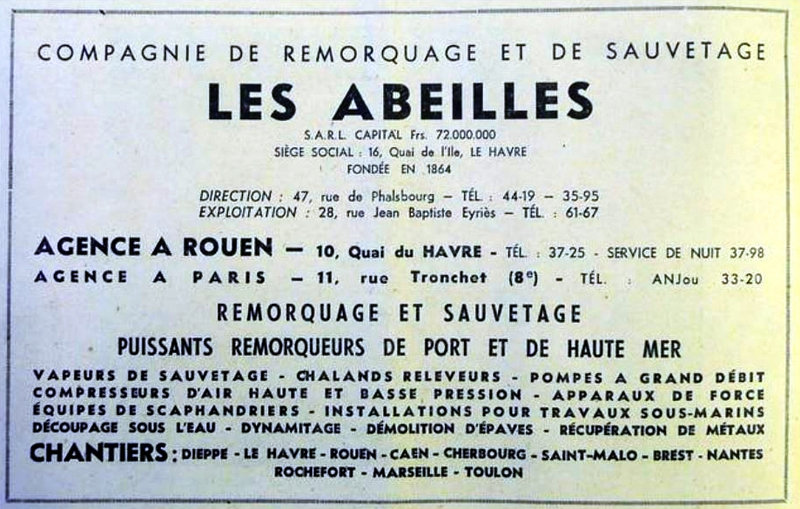 COMPAGNIE DE REMORQUAGE ET DE SAUVETAGE
LES ABEILLES
S.A.R.L. CAPITAL Frs. 72.000.000
SIÈGE SOCIAL : 16, Quai de l'Ile, LE HAVRE
FONDÉE EN 1864
DIRECTION : 47, rue de Phalsbourg – TÉL. : 44-19 – 35-95
EXPLOITATION : 28, rue Jean Baptiste Eyriès – TÉL. : 61-67
AGENCE A ROUEN – 10, Quai du HAVRE - TÉL. : 37-25 - SERVICE DE NUIT 37-98
AGENCE A PARIS – 11, rue Tronchet (8e) - TÉL. : ANJou 33-20
REMORQUAGE ET SAUVETAGE
PUISSANTS REMORQUEURS DE PORT ET DE HAUTE MER
VAPEURS DE SAUVETAGE - CHALANDS RELEVEURS - POMPES A GRAND DÉBIT
COMPRESSEURS D'AIR HAUTE ET BASSE PRESSION - APPARAUX DE FORCE
ÉQUIPES DE SCAPHANDRIERS - INSTALLATIONS POUR TRAVAUX SOUS-MARINS
DÉCOUPAGE SOUS L'EAU - DYNAMITAGE - DÉMOLITION D'ÉPAVES - RÉCUPÉRATION DE MÉTAUX
CHANTIERS : DIEPPE - LE HAVRE - ROUEN - CAEN - CHERBOURG - SAINT-MALO - BREST - NANTES
ROCHEFORT - MARSEILLE - TOULON